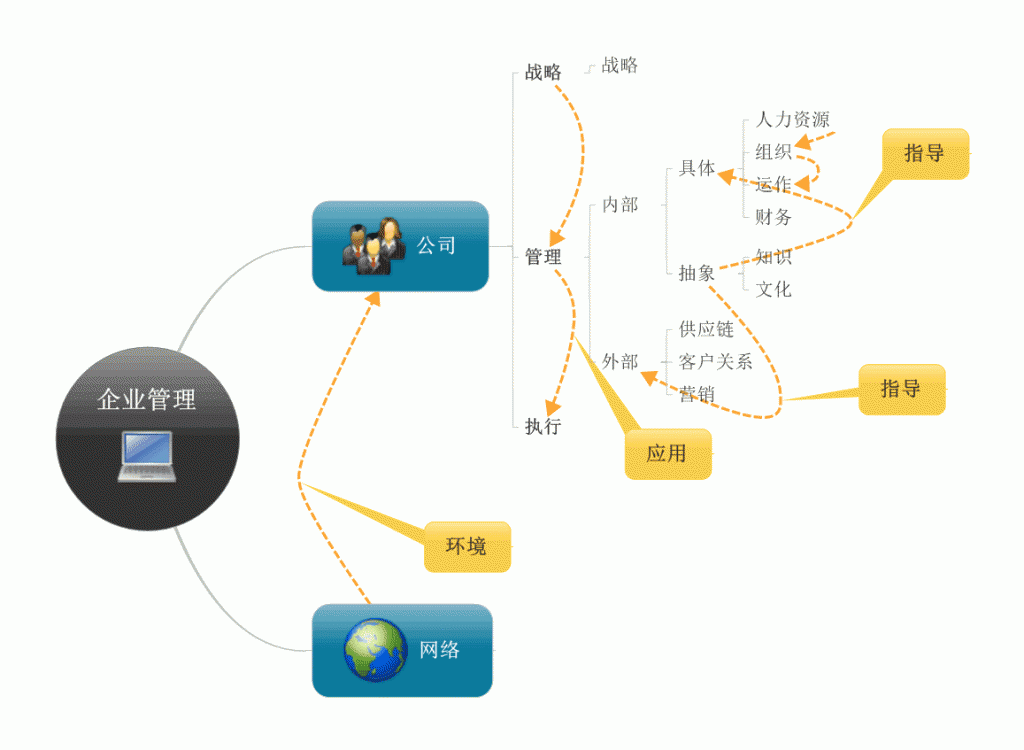 战略
战略
人力资源
组织
指导
具体
运作
内部
财务
公司
管理
知识
抽象
文化
供应链
外部
客户关系
指导
营销
企业管理
执行
应用
环境
网络